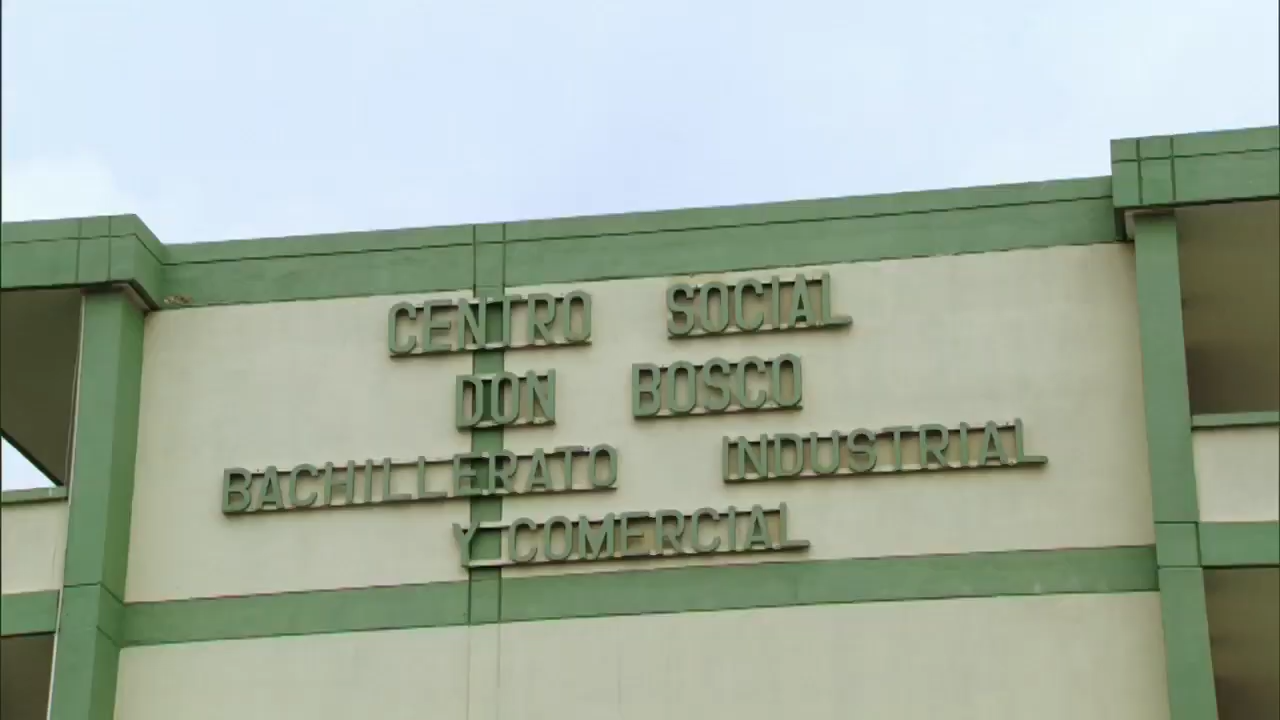 CENTRO SOCIAL
DON BOSCO
BACHILLERATO INDUSTRIAL
Y COMERCIAL